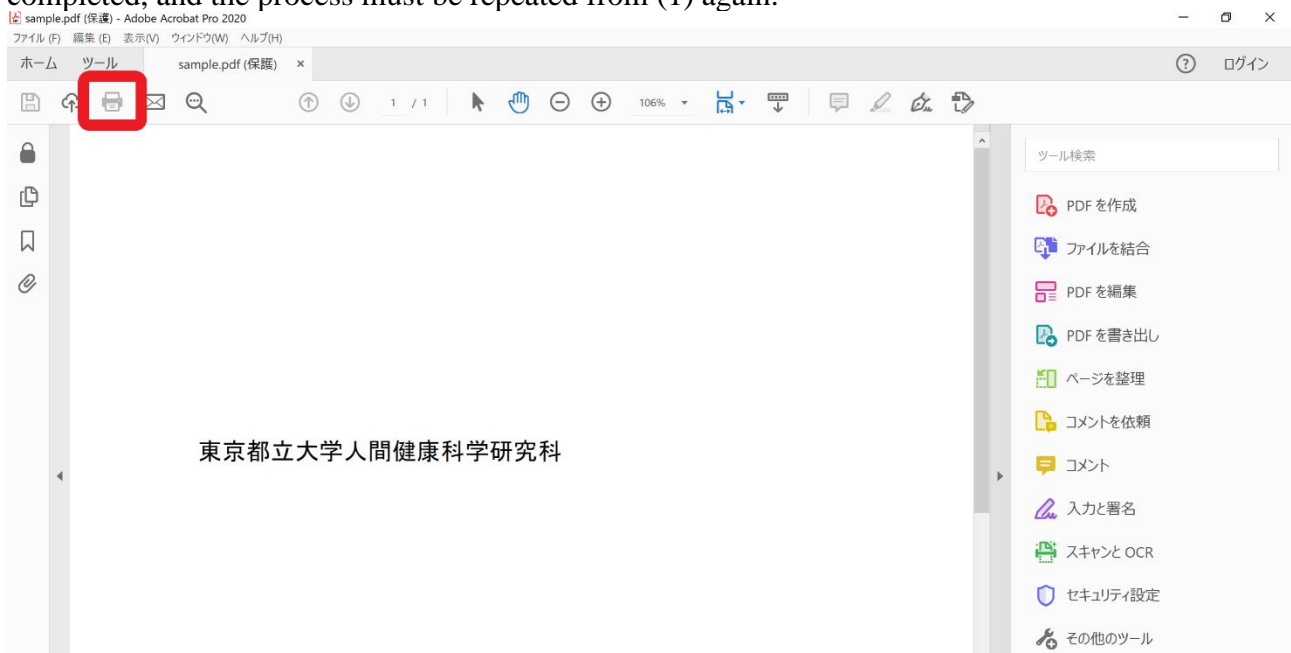 completed, and the process must be repeated from (1) again.
sample.pdf (保護) - Adobe Acrobat Pro 2020
ファイル(F) 編集(E) 表示(V) ウィンドウ(W) ヘルプ(H)
ホーム ツール sample.pdf (保護) × ? ログイン
1 / 1 106%
ツール検索
PDF を作成
ファイルを結合
PDF を編集
PDF を書き出し
ページを整理
コメントを依頼
コメント
入力と署名
スキャンと OCR
セキュリティ設定
その他のツール
東京都立大学人間健康科学研究科